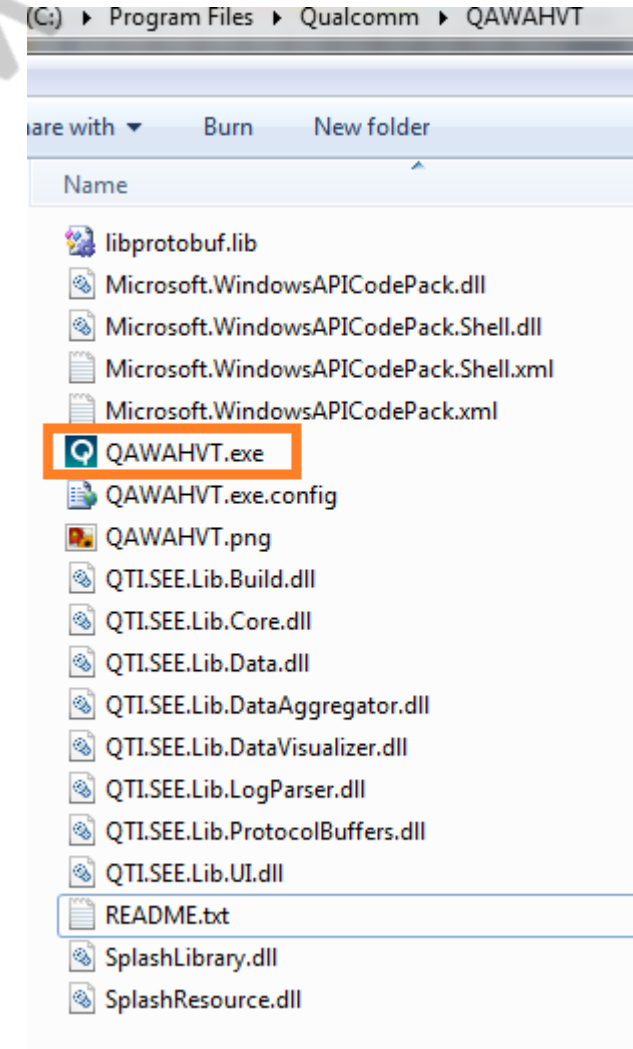 (C:) ▸ Program Files ▸ Qualcomm ▸ QAWAHVT
are with ▾ Burn New folder
Name
libprotobuf.lib
Microsoft.WindowsAPICodePack.dll
Microsoft.WindowsAPICodePack.Shell.dll
Microsoft.WindowsAPICodePack.Shell.xml
Microsoft.WindowsAPICodePack.xml
QAWAHVT.exe
QAWAHVT.exe.config
QAWAHVT.png
QTI.SEE.Lib.Build.dll
QTI.SEE.Lib.Core.dll
QTI.SEE.Lib.Data.dll
QTI.SEE.Lib.DataAggregator.dll
QTI.SEE.Lib.DataVisualizer.dll
QTI.SEE.Lib.LogParser.dll
QTI.SEE.Lib.ProtocolBuffers.dll
QTI.SEE.Lib.UI.dll
README.txt
SplashLibrary.dll
SplashResource.dll